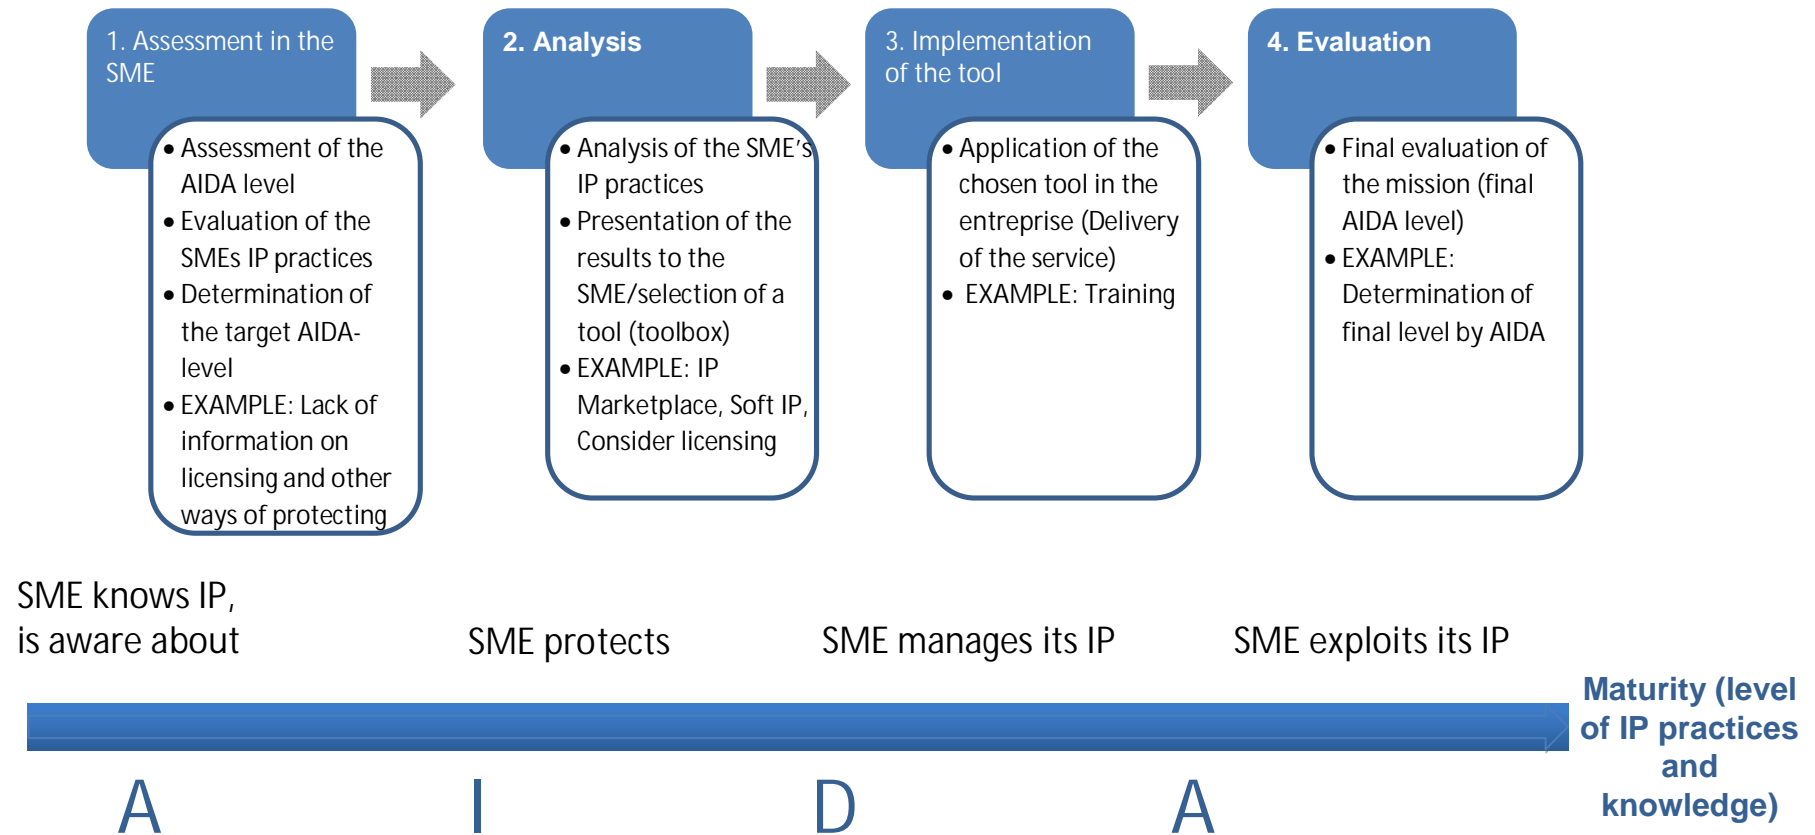 1. Assessment in the
SME
• Assessment of the
AIDA level
• Evaluation of the
SMEs IP practices
• Determination of
the target AIDA-
level
• EXAMPLE: Lack of
information on
licensing and other
ways of protecting
2. Analysis
• Analysis of the SME's
IP practices
• Presentation of the
results to the
SME/selection of a
tool (toolbox)
• EXAMPLE: IP
Marketplace, Soft IP,
Consider licensing
3. Implementation
of the tool
• Application of the
chosen tool in the
entreprise (Delivery
of the service)
• EXAMPLE: Training
4. Evaluation
• Final evaluation of
the mission (final
AIDA level)
• EXAMPLE:
Determination of
final level by AIDA
SME knows IP,
is aware about
SME protects
SME manages its IP
SME exploits its IP
Maturity (level
of IP practices
and
knowledge)
A
I
D
A